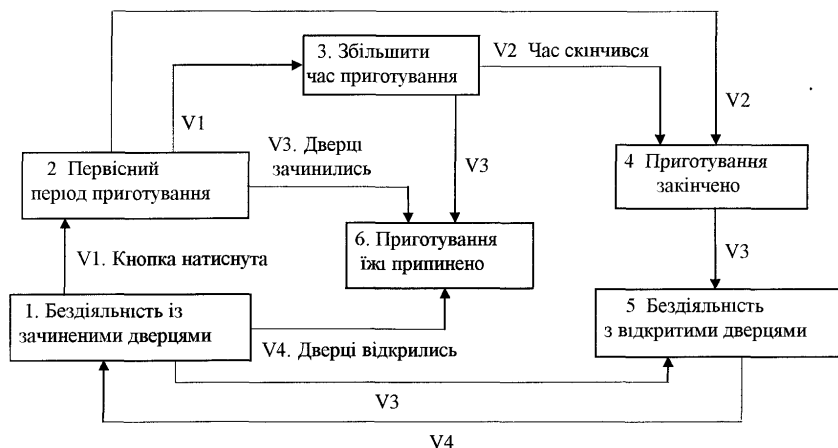 3. Збільшити
час приготування
V2 Час скінчився
V1
V2
V3. Дверці
зачинились
V3
2 Первісний
період приготування
4 Приготування
закінчено
6. Приготування
їжі припинено
V1. Кнопка натиснута
V3
1. Бездіяльність із
зачиненими дверцями
5 Бездіяльність
з відкритими дверцями
V4. Дверці відкрились
V3
V4